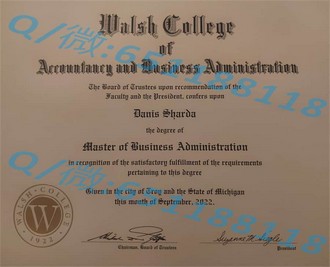 Walsh College
of
Accountancy and Business Administration
The Board of Trustees upon recommendation of the
Faculty and the President, confers upon
Danis Sharda
the degree of
Master of Business Administration
in recognition of the satisfactory fulfillment of the requirements
pertaining to this degree
Given in the city of Troy and the State of Michigan
this month of September, 2022.
WALSH COLLEGE
W
1922
Chairman, Board of Trustees
President